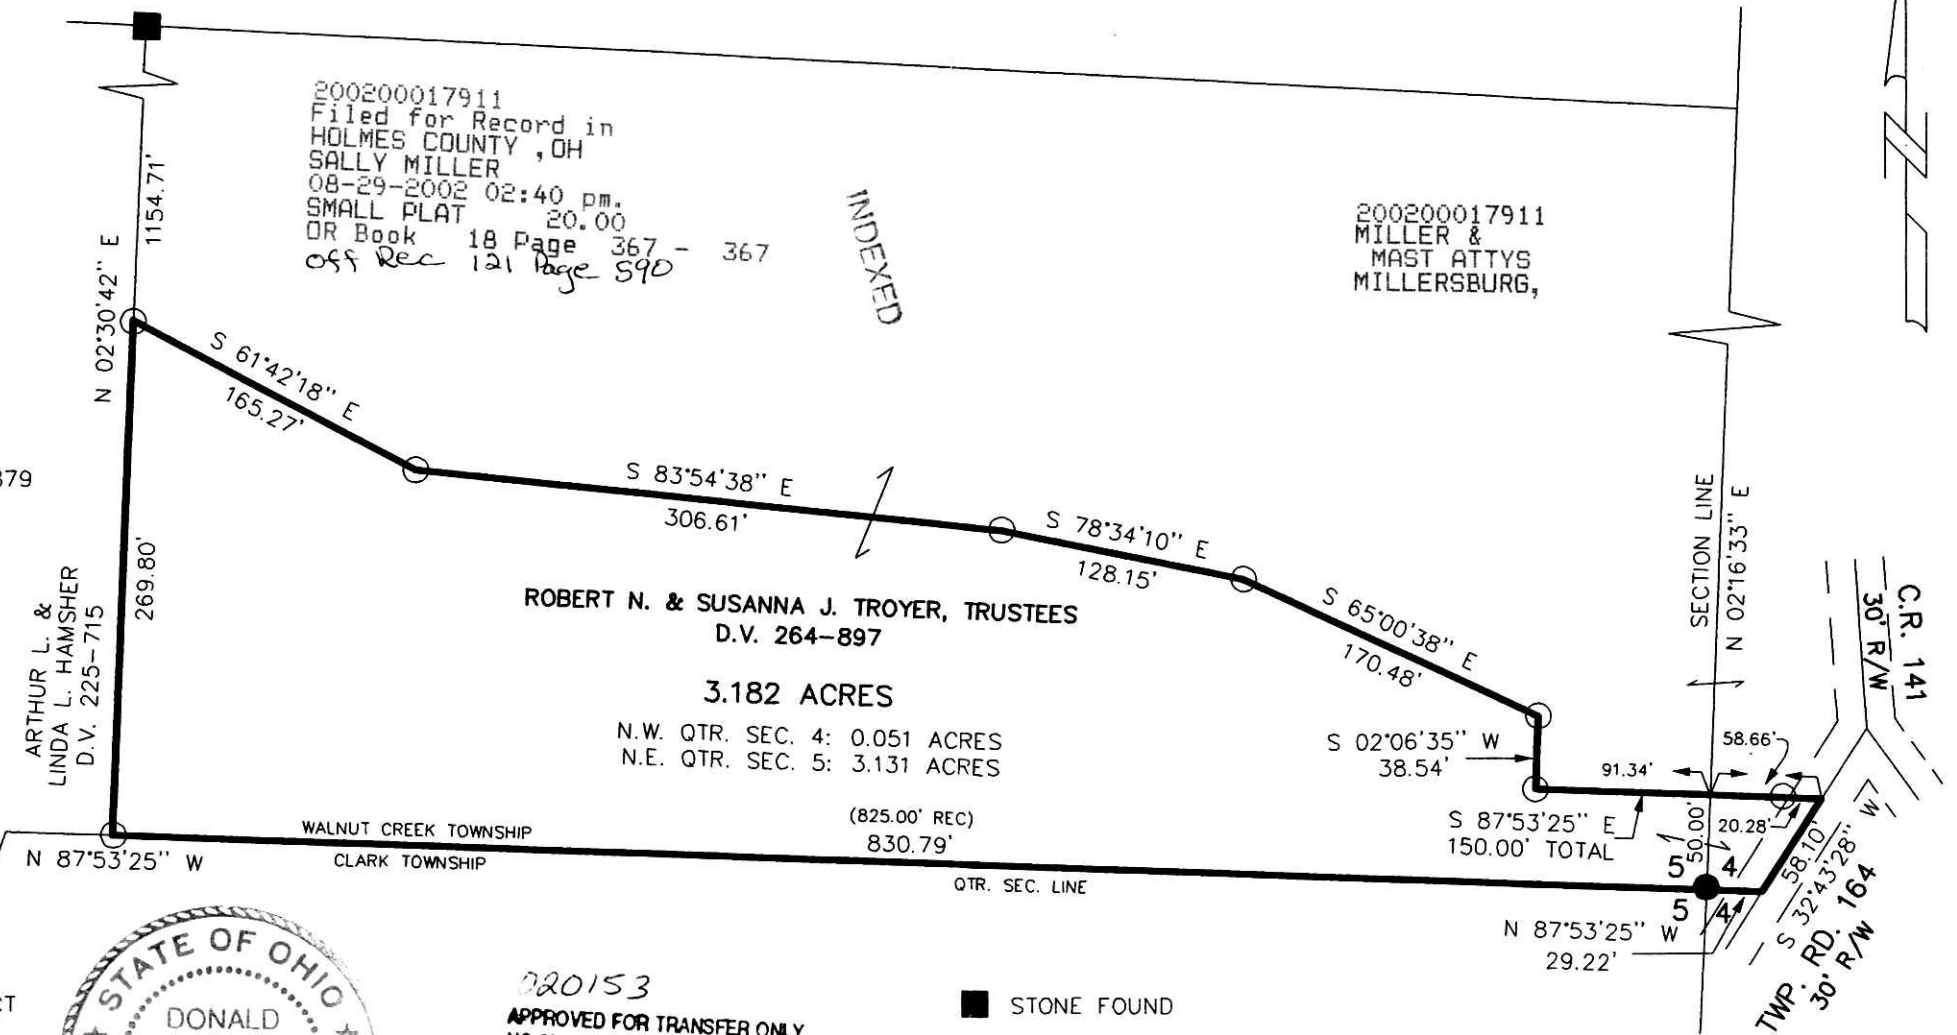 200200017911
Filed for Record in
HOLMES COUNTY ,OH
SALLY MILLER
08-29-2002 02:40 pm.
SMALL PLAT 20.00
OR Book 18 Page 367 - 367
Off Rec 121 Page 590
INDEXED
200200017911
MILLER &
MAST ATTYS
MILLERSBURG,
1154.71'
N 02°30'42'' E
S 61°42'18'' E
165.27'
879
S 83°54'38'' E
306.61'
S 78°34'10'' E
128.15'
S 65°00'38'' E
170.48'
SECTION LINE
N 02°16'33'' E
C.R. 141
30' R/W
269.80'
ARTHUR L. &
LINDA L. HAMSHER
D.V. 225-715
ROBERT N. & SUSANNA J. TROYER, TRUSTEES
D.V. 264-897
3.182 ACRES
N.W. QTR. SEC. 4: 0.051 ACRES
N.E. QTR. SEC. 5: 3.131 ACRES
S 02°06'35'' W
38.54'
91.34'
58.66'
S 87°53'25'' E
150.00' TOTAL
50.00'
20.28'
58.10'
S 32°43'28'' W
TWP. RD. 164
30' R/W
(825.00' REC)
830.79'
WALNUT CREEK TOWNSHIP
CLARK TOWNSHIP
N 87°53'25'' W
QTR. SEC. LINE
5 4
5 4
N 87°53'25'' W
29.22'
STATE OF OHIO
DONALD
CT
020153
APPROVED FOR TRANSFER ONLY
STONE FOUND